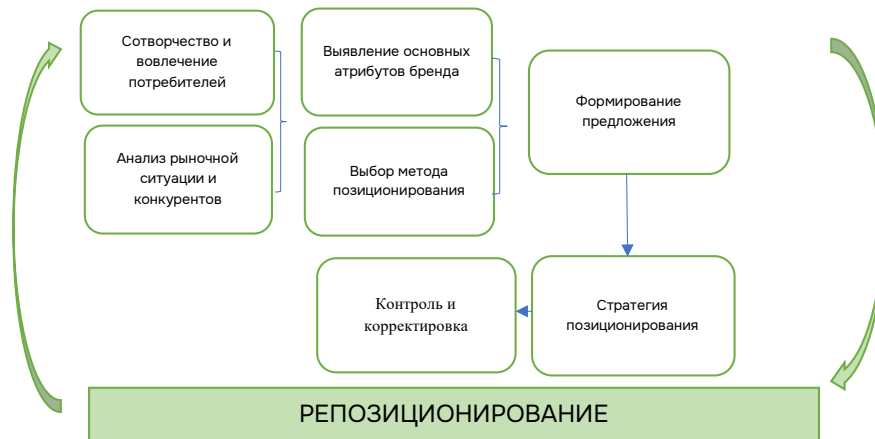 Сотворчество и
вовлечение
потребителей
Анализ рыночной
ситуации и
конкурентов
Выявление основных
атрибутов бренда
Выбор метода
позиционирования
Формирование
предложения
Стратегия
позиционирования
Контроль и
корректировка
РЕПОЗИЦИОНИРОВАНИЕ